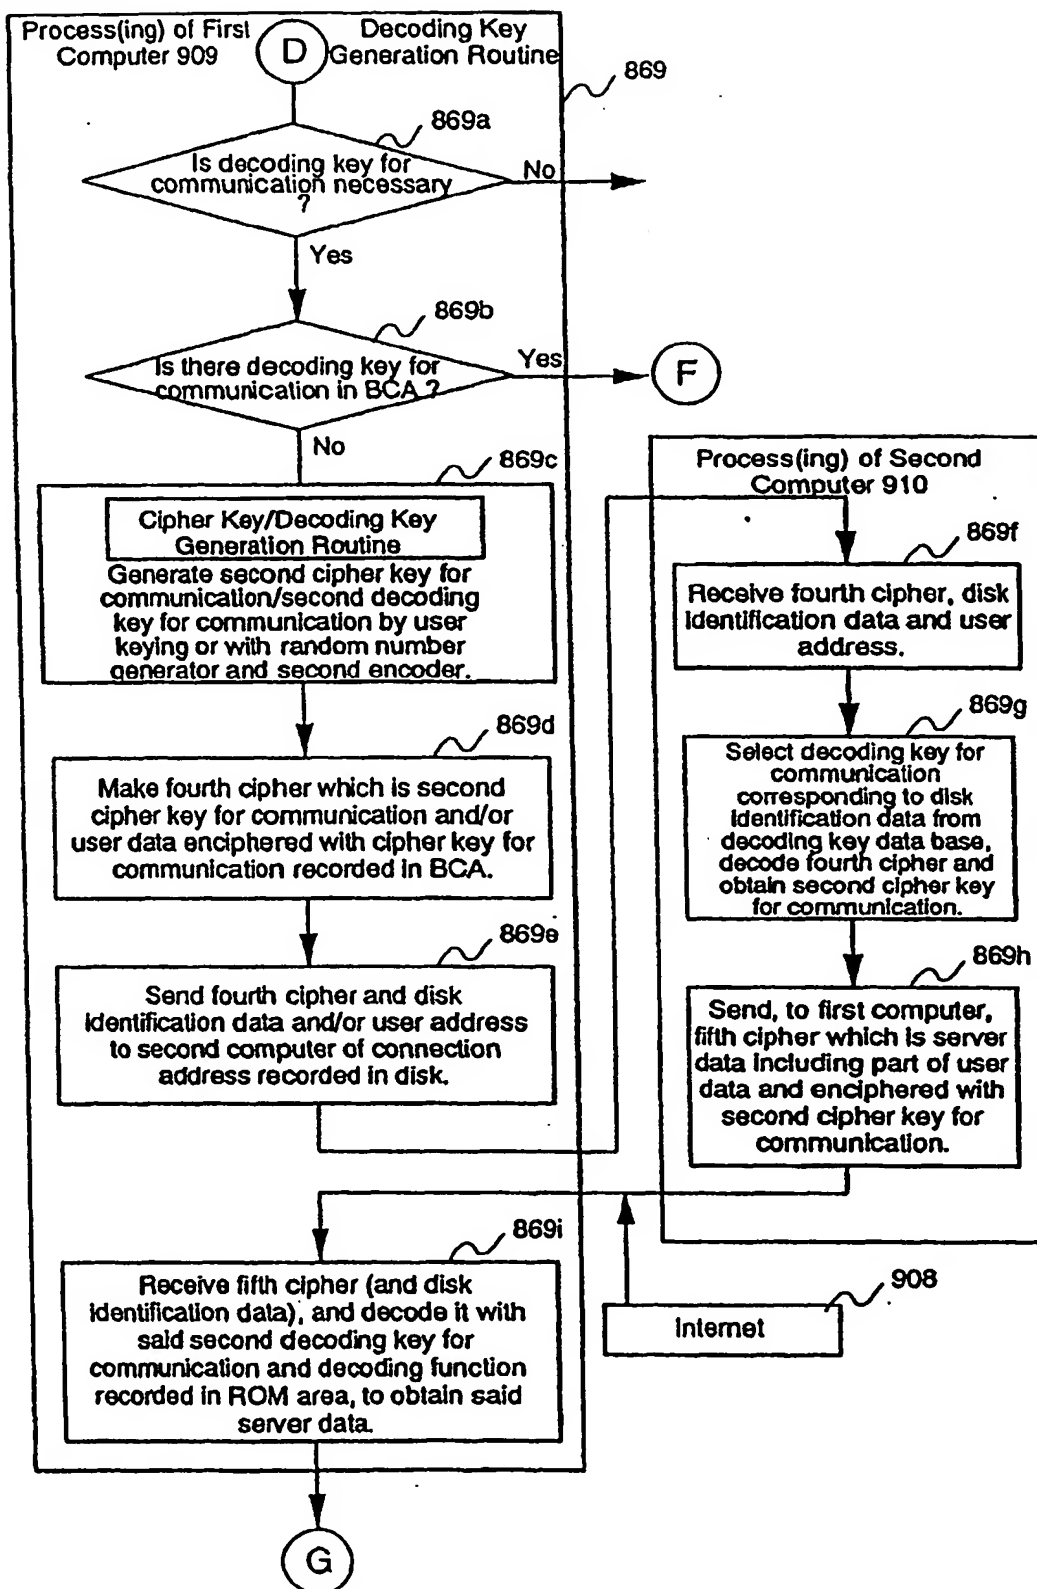 Process(ing) of First
Computer 909
D
Decoding Key
Generation Routine
869
869a
Is decoding key for
communication necessary
?
No
Yes
869b
Is there decoding key for
communication in BCA ?
Yes
F
No
869c
Cipher Key/Decoding Key
Generation Routine
Generate second cipher key for
communication/second decoding
key for communication by user
keying or with random number
generator and second encoder.
869d
Make fourth cipher which is second
cipher key for communication and/or
user data enciphered with cipher key for
communication recorded in BCA.
869e
Send fourth cipher and disk
identification data and/or user address
to second computer of connection
address recorded in disk.
Process(ing) of Second
Computer 910
869f
Receive fourth cipher, disk
identification data and user
address.
869g
Select decoding key for
communication
corresponding to disk
identification data from
decoding key data base,
decode fourth cipher and
obtain second cipher key
for communication.
869h
Send, to first computer,
fifth cipher which is server
data including part of user
data and enciphered with
second cipher key for
communication.
869i
Receive fifth cipher (and disk
identification data), and decode it with
said second decoding key for
communication and decoding function
recorded in ROM area, to obtain said
server data.
908
Internet
G